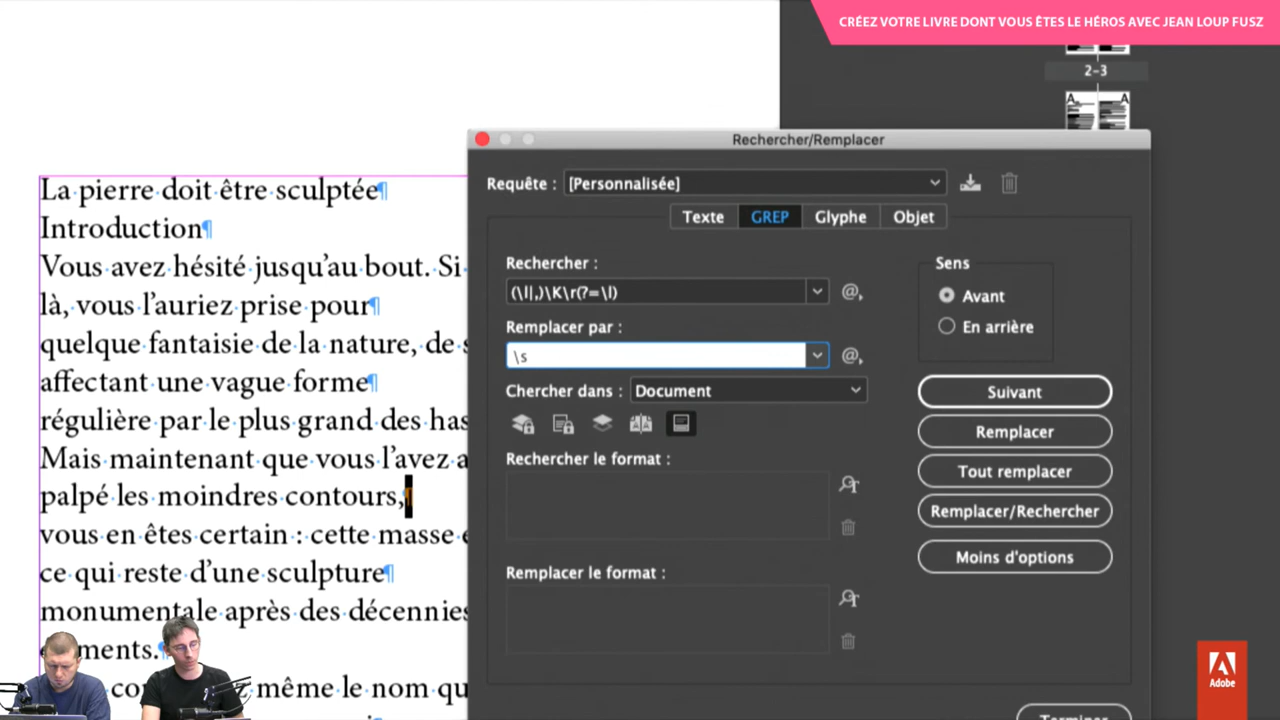 CRÉEZ VOTRE LIVRE DONT VOUS ÊTES LE HÉROS AVEC JEAN LOUP FUSZ
2-3
A A
Rechercher/Remplacer
Requête : [Personnalisée]
Texte GREP Glyphe Objet
Rechercher :
(\l|,)\K\r(?=\l)
Remplacer par :
\s
Chercher dans : Document
Rechercher le format :
Remplacer le format :
Sens
Avant
En arrière
Suivant
Remplacer
Tout remplacer
Remplacer/Rechercher
Moins d'options
Terminer
La·pierre·doit·être·sculptée¶
Introduction¶
Vous·avez·hésité·jusqu’au·bout.·Si·
là,·vous·l’auriez·prise·pour¶
quelque·fantaisie·de·la·nature,·de·s
affectant·une·vague·forme¶
régulière·par·le·plus·grand·des·has
Mais·maintenant·que·vous·l’avez·a
palpé·les·moindres·contours,¶
vous·en·êtes·certain·:·cette·masse·e
ce·qui·reste·d’une·sculpture¶
monumentale·après·des·décennies
ments.
même·le·nom·qu
Adobe